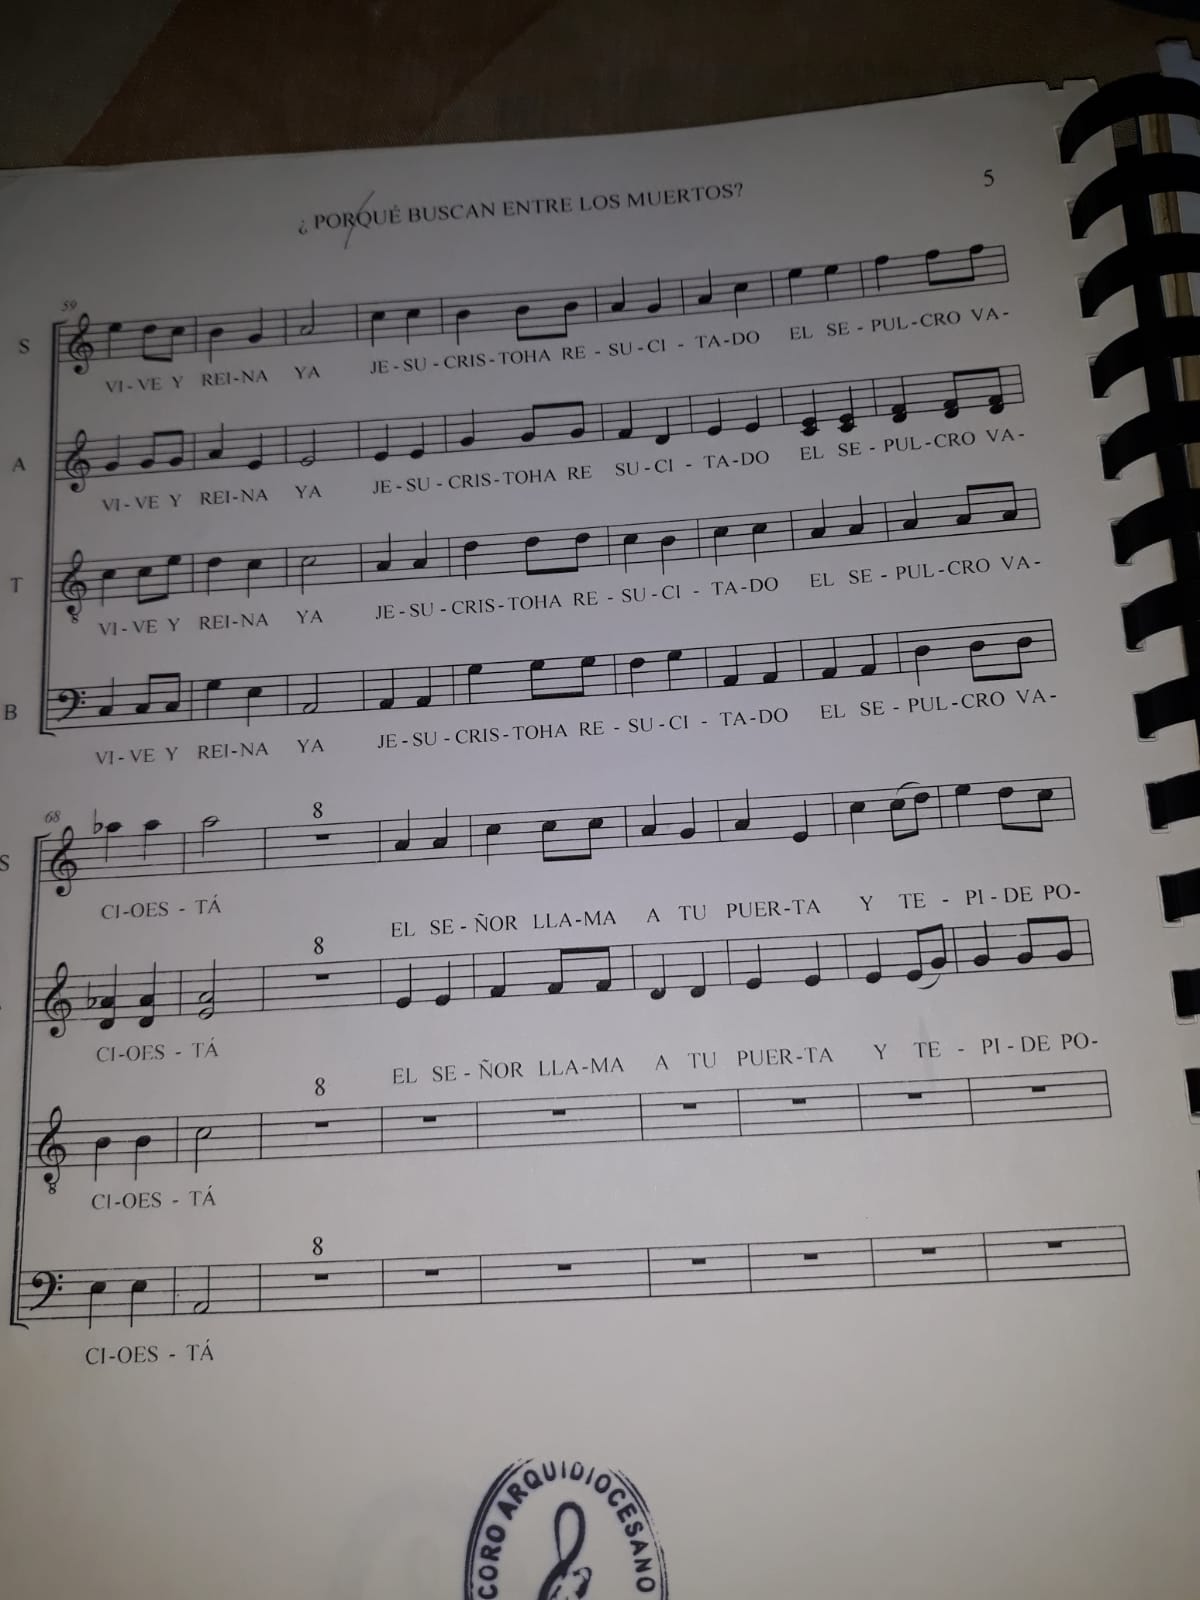 5
¿ PORQUÉ BUSCAN ENTRE LOS MUERTOS?
59
S
VI-VE Y REI-NA YA JE-SU-CRIS-TOHA RE-SU-CI-TA-DO EL SE-PUL-CRO VA-
A
VI-VE Y REI-NA YA JE-SU-CRIS-TOHA RE SU-CI-TA-DO EL SE-PUL-CRO VA-
T
8
VI-VE Y REI-NA YA JE-SU-CRIS-TOHA RE-SU-CI-TA-DO EL SE-PUL-CRO VA-
B
VI-VE Y REI-NA YA JE-SU-CRIS-TOHA RE-SU-CI-TA-DO EL SE-PUL-CRO VA-
68
8
S
CI-OES-TÁ EL SE-ÑOR LLA-MA A TU PUER-TA Y TE-PI-DE PO-
8
CI-OES-TÁ EL SE-ÑOR LLA-MA A TU PUER-TA Y TE-PI-DE PO-
8
8
CI-OES-TÁ
8
CI-OES-TÁ
CORO ARQUIDIOCESANO